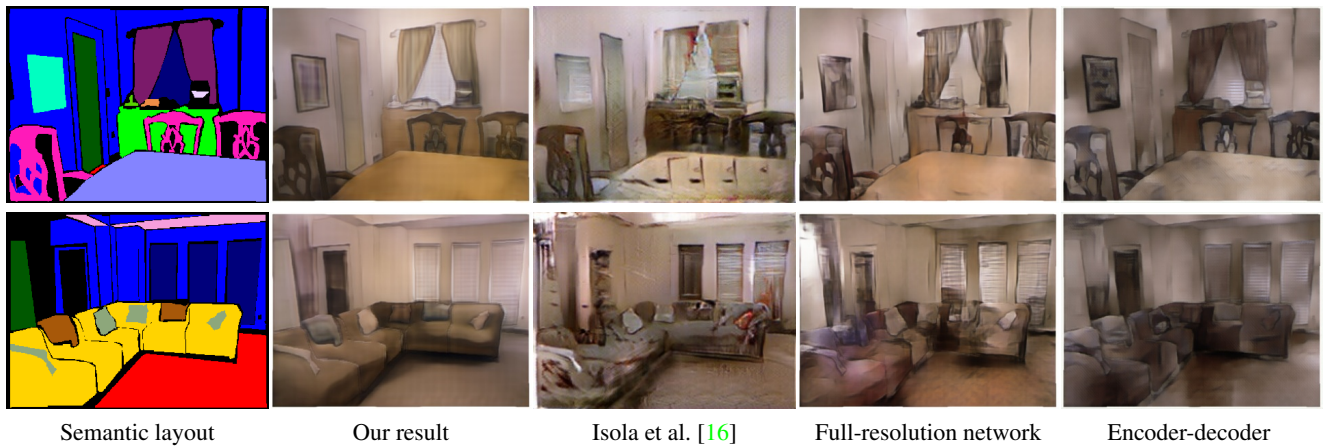 Semantic layout
Our result
Isola et al. [16]
Full-resolution network
Encoder-decoder